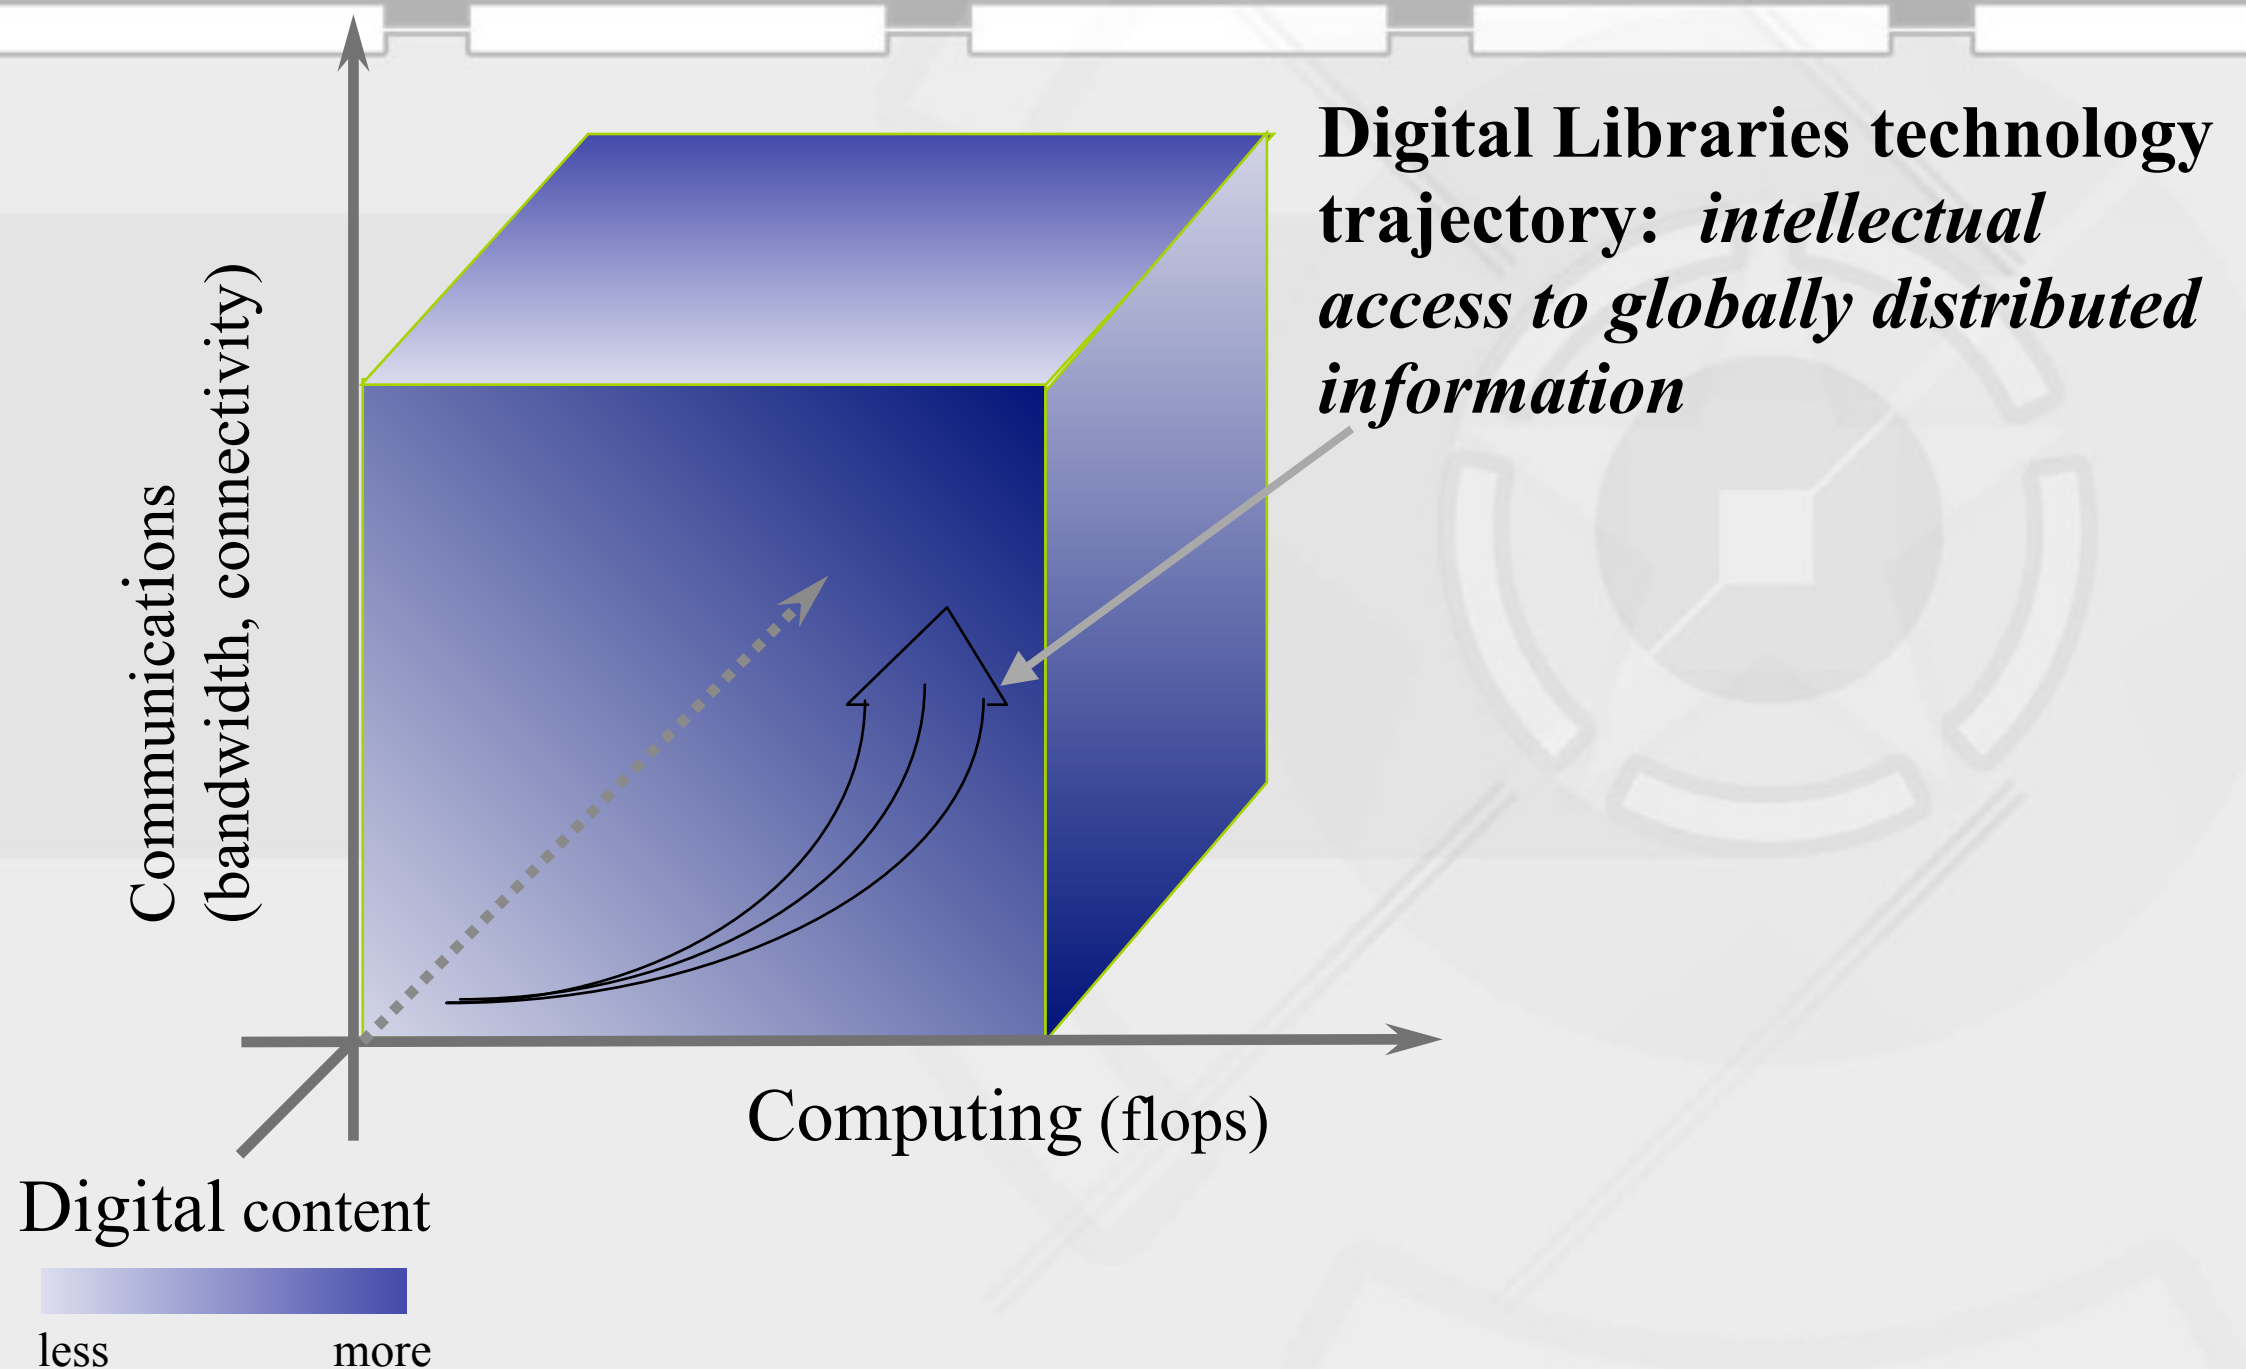 Digital Libraries technology
trajectory: intellectual
access to globally distributed
information
Communications
(bandwidth, connectivity)
Computing (flops)
Digital content
less more